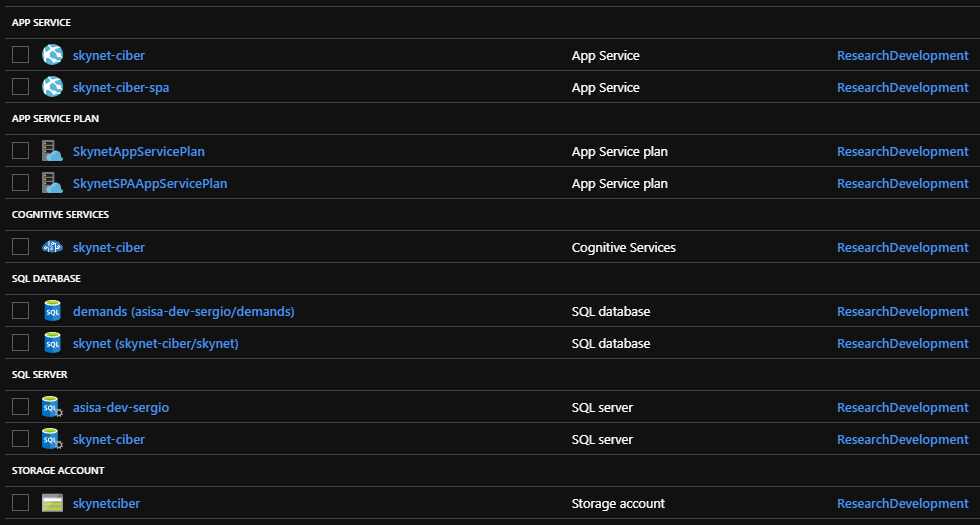 APP SERVICE
skynet-ciber App Service ResearchDevelopment
skynet-ciber-spa App Service ResearchDevelopment
APP SERVICE PLAN
SkynetAppServicePlan App Service plan ResearchDevelopment
SkynetSPAAppServicePlan App Service plan ResearchDevelopment
COGNITIVE SERVICES
skynet-ciber Cognitive Services ResearchDevelopment
SQL DATABASE
SQL demands (asisa-dev-sergio/demands) SQL database ResearchDevelopment
SQL skynet (skynet-ciber/skynet) SQL database ResearchDevelopment
SQL SERVER
SQL asisa-dev-sergio SQL server ResearchDevelopment
SQL skynet-ciber SQL server ResearchDevelopment
STORAGE ACCOUNT
skynetciber Storage account ResearchDevelopment